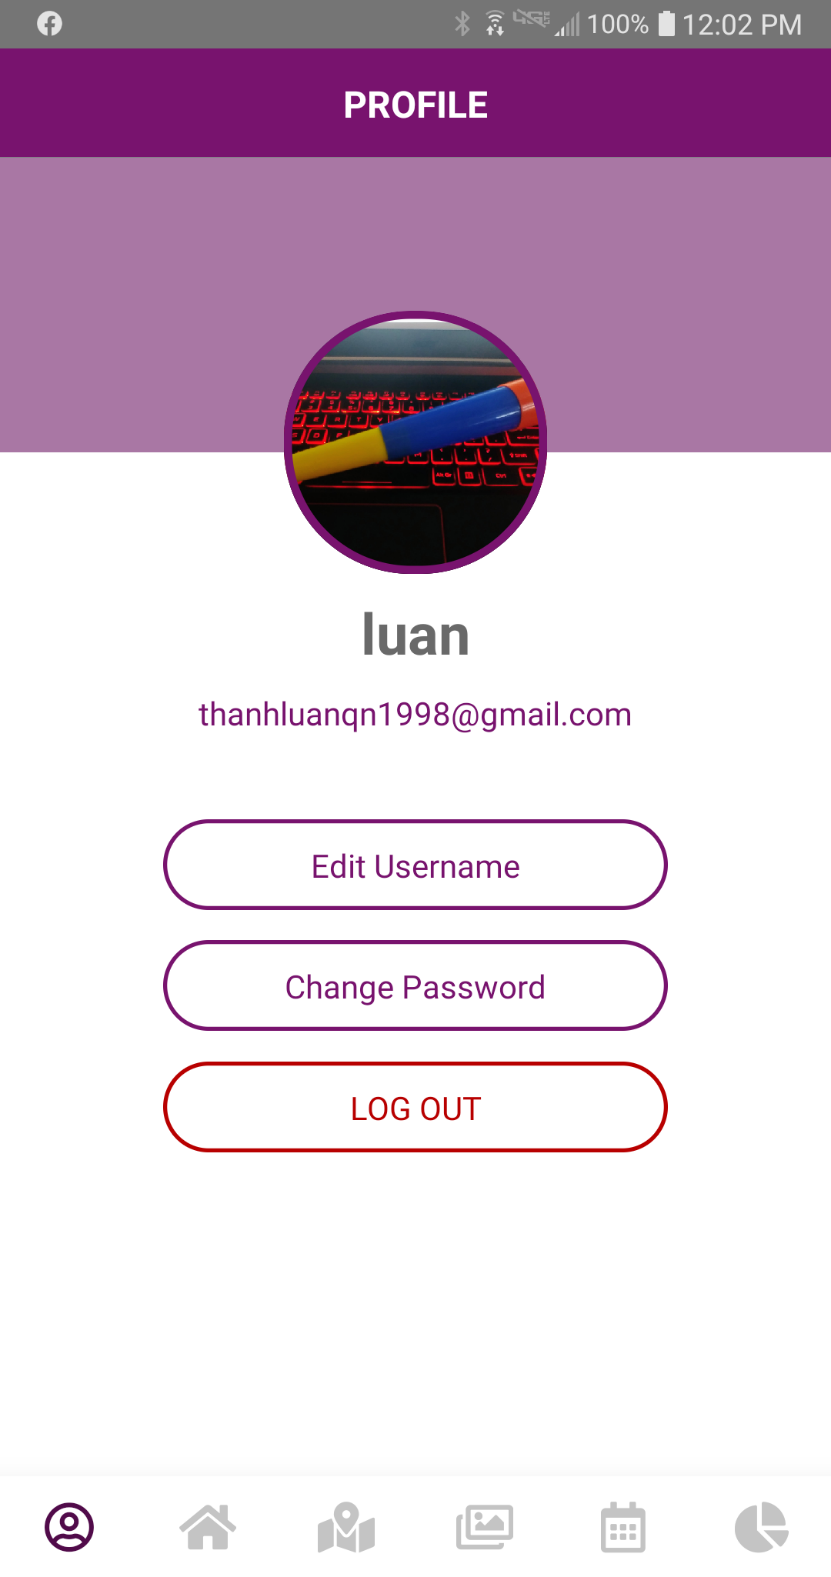 100% 12:02 PM
PROFILE
luan
thanhluanqn1998@gmail.com
Edit Username
Change Password
LOG OUT